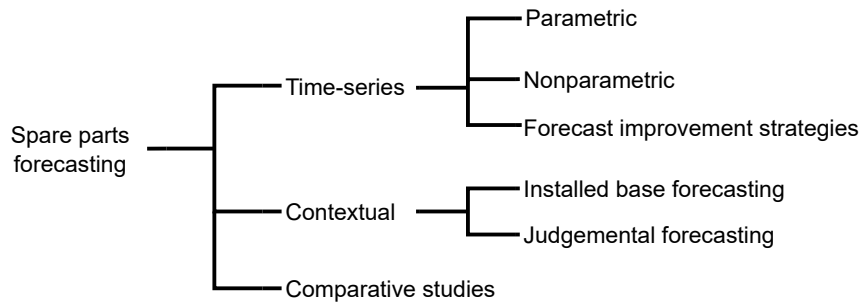 Spare parts
forecasting
Time-series
Parametric
Nonparametric
Forecast improvement strategies
Contextual
Installed base forecasting
Judgemental forecasting
Comparative studies